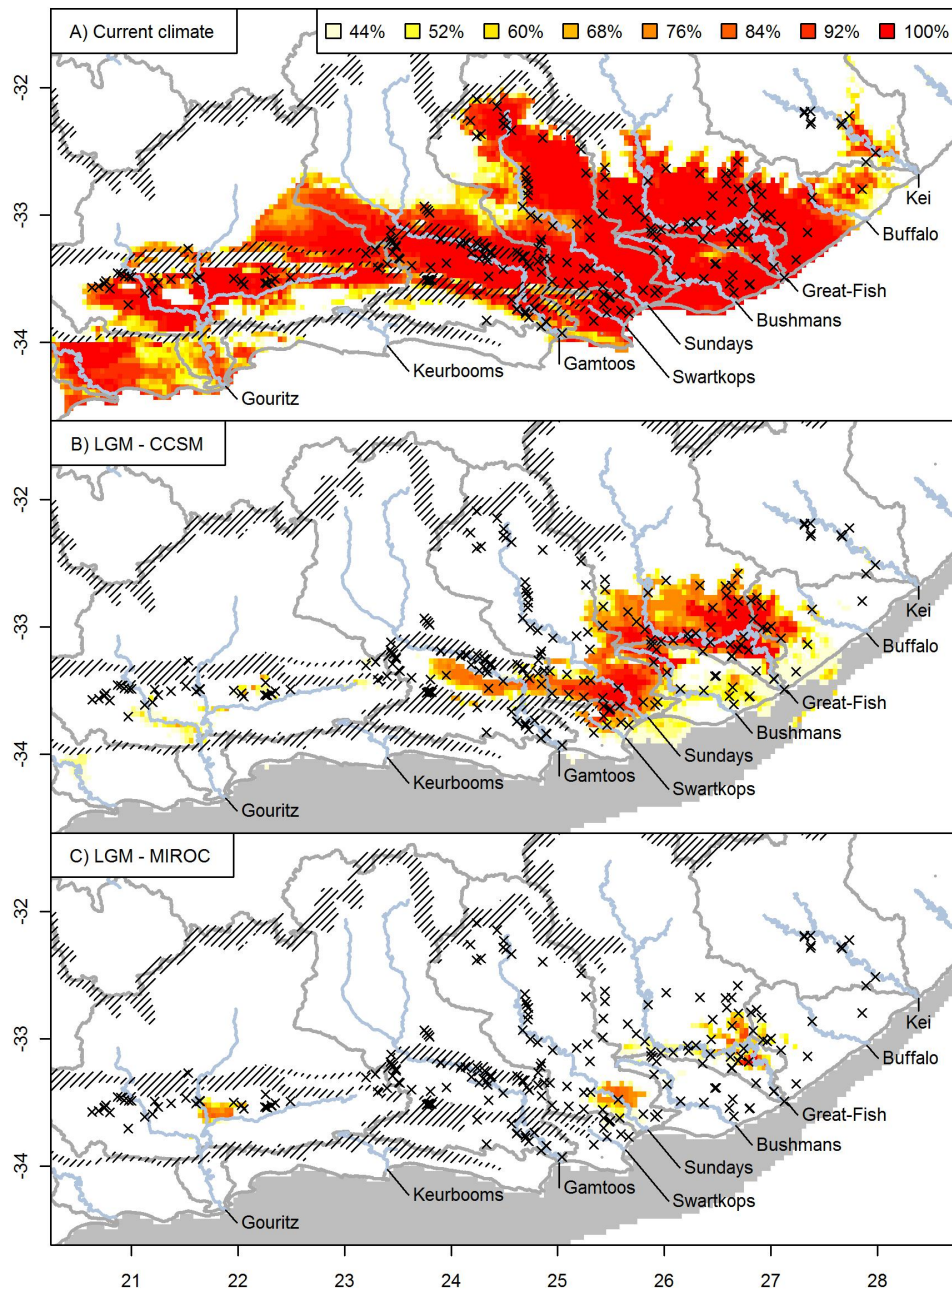 A) Current climate
44% 52% 60% 68% 76% 84% 92% 100%
-32
-33
-34
Kei
Buffalo
Great-Fish
Bushmans
Sundays
Swartkops
Gamtoos
Keurbooms
Gouritz
B) LGM - CCSM
-32
-33
-34
Kei
Buffalo
Great-Fish
Bushmans
Sundays
Swartkops
Gamtoos
Keurbooms
Gouritz
C) LGM - MIROC
-32
-33
-34
Kei
Buffalo
Great-Fish
Bushmans
Sundays
Swartkops
Gamtoos
Keurbooms
Gouritz
21 22 23 24 25 26 27 28